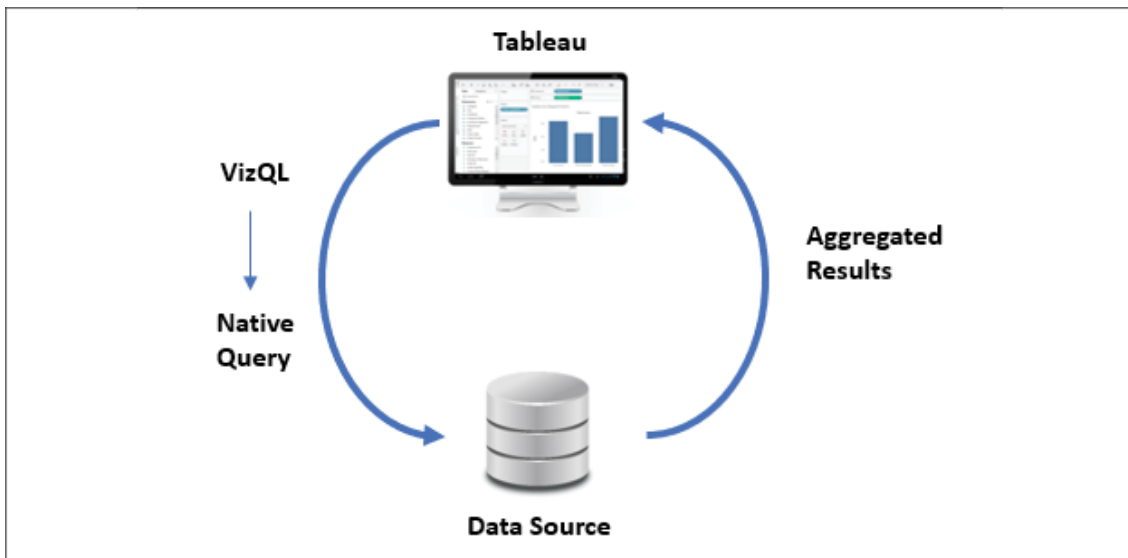 Tableau
VizQL
Native
Query
Aggregated
Results
Data Source